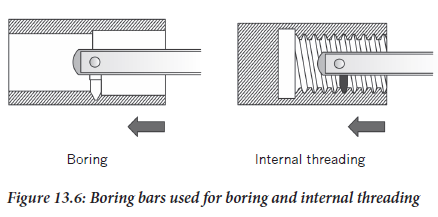 Boring
Internal threading
Figure 13.6: Boring bars used for boring and internal threading